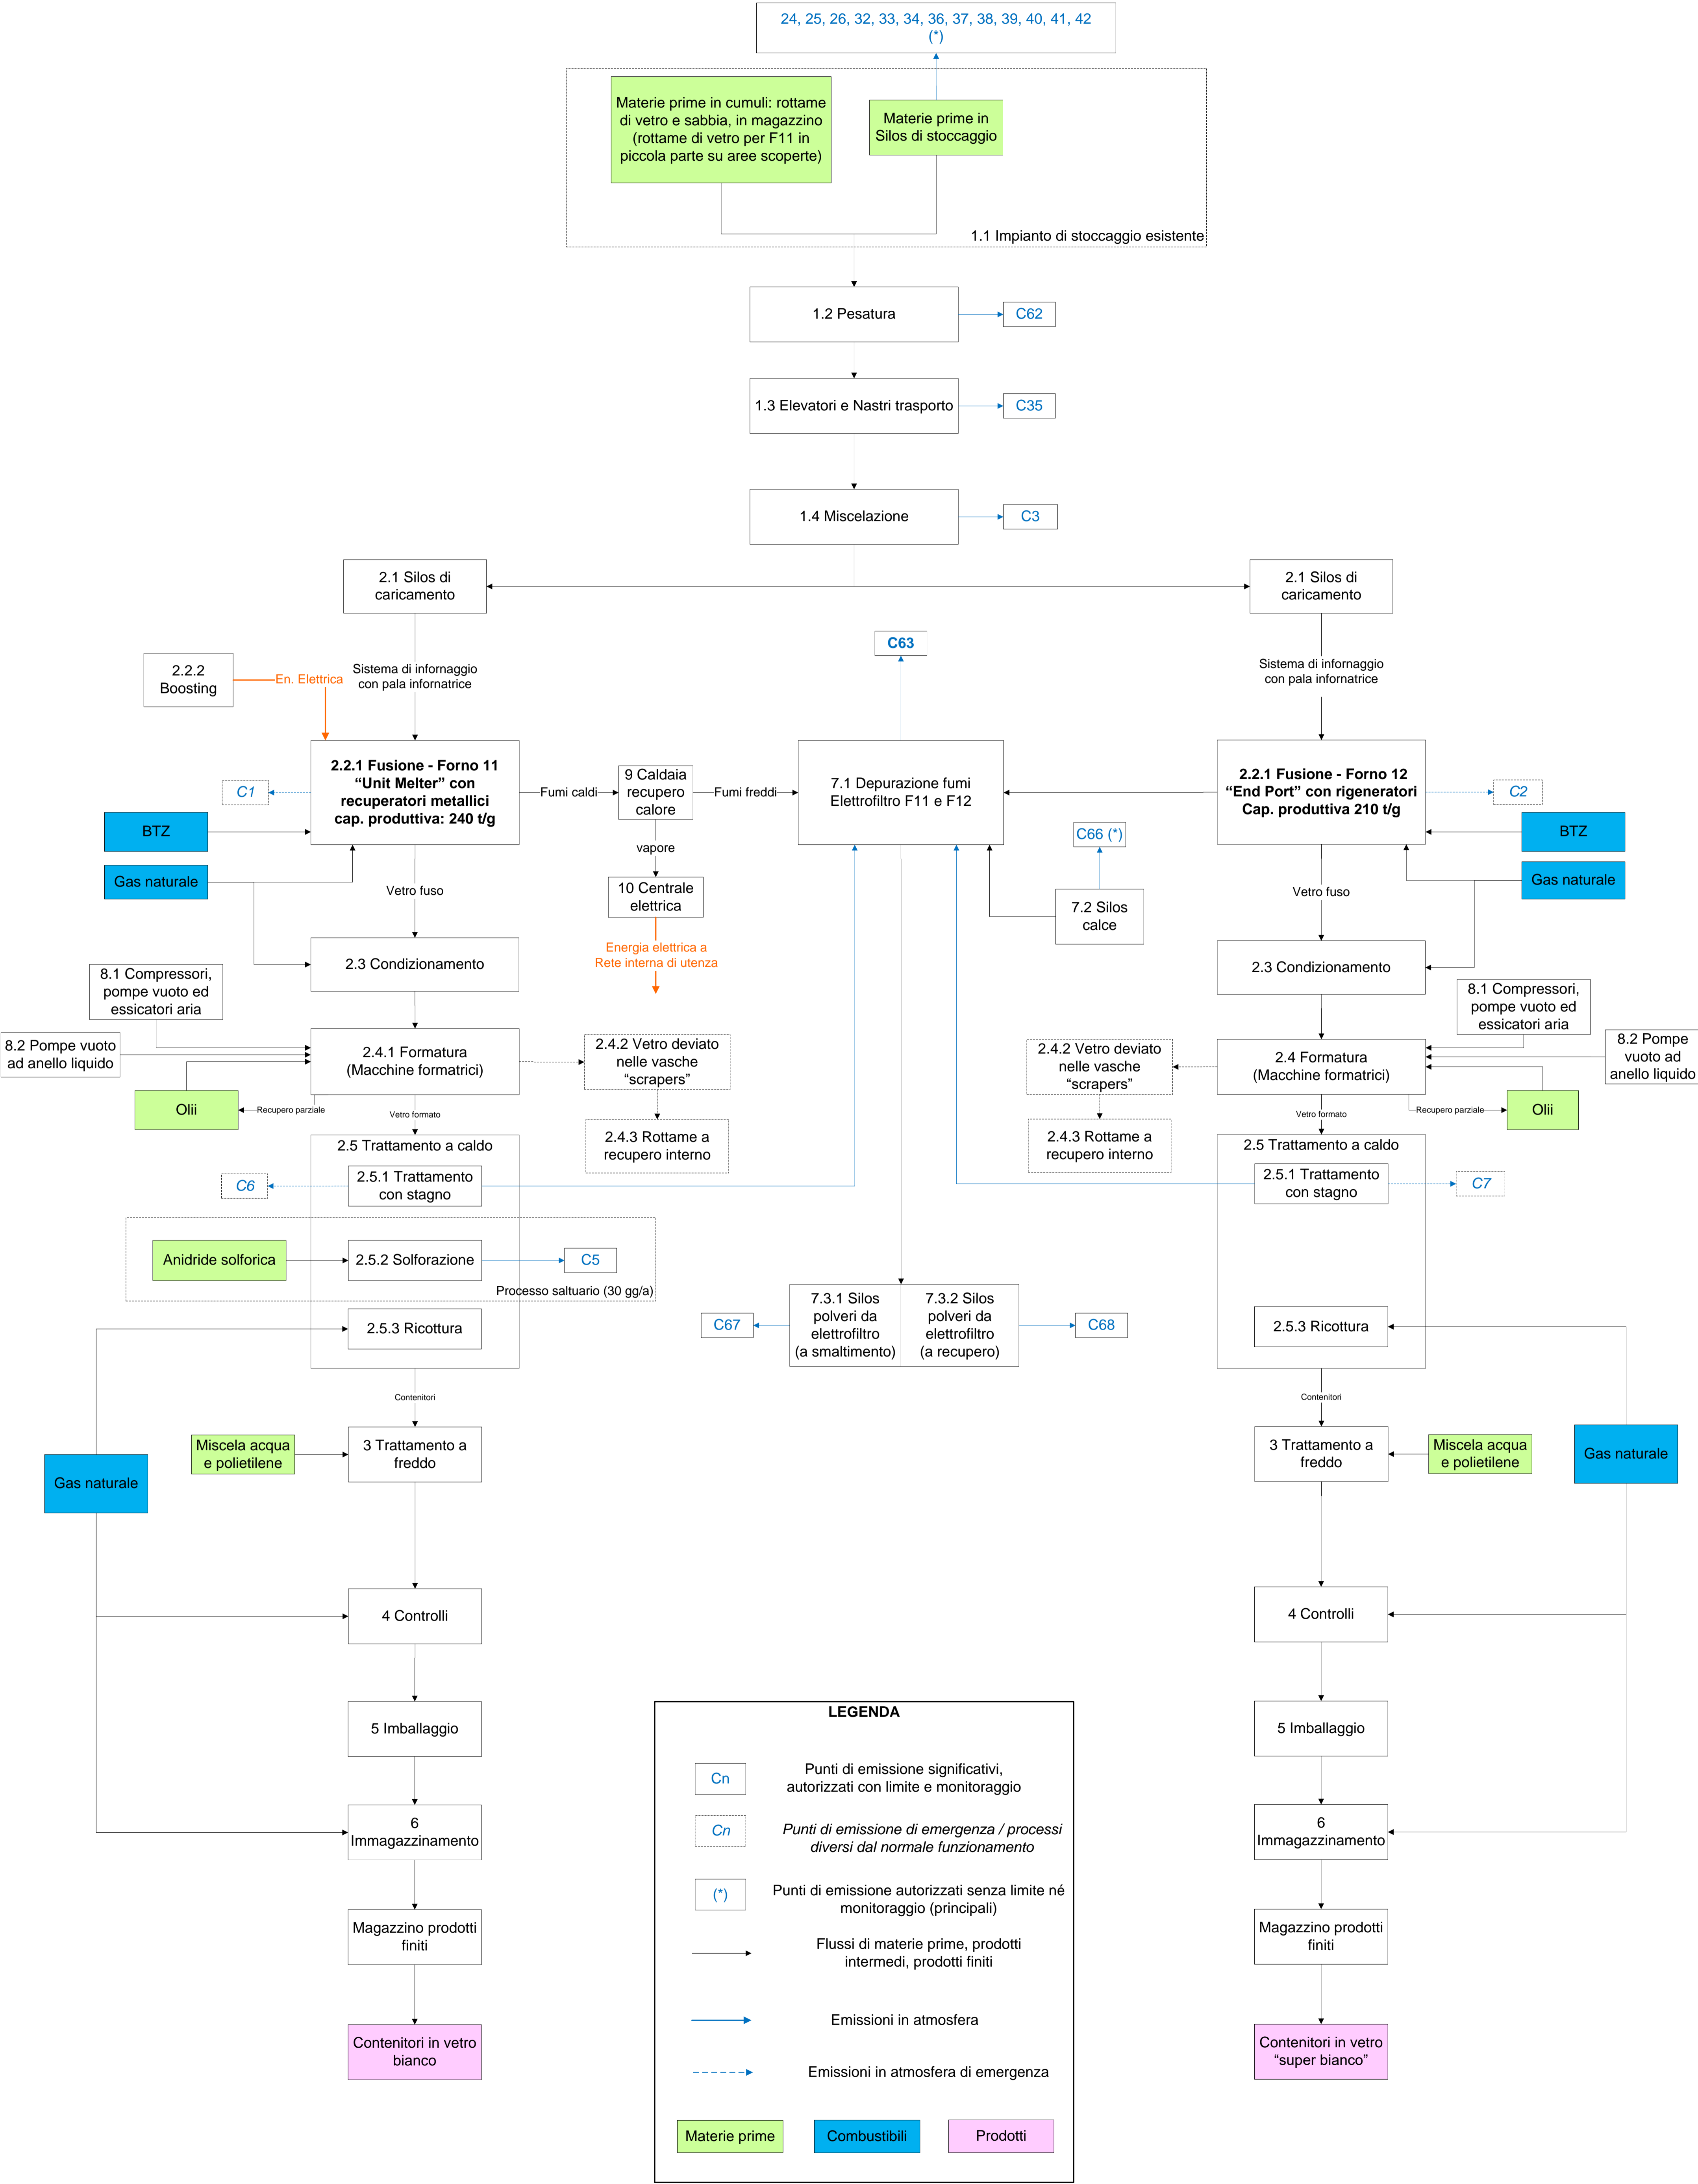 24, 25, 26, 32, 33, 34, 36, 37, 38, 39, 40, 41, 42
(*)
Materie prime in cumuli: rottame
di vetro e sabbia, in magazzino
(rottame di vetro per F11 in
piccola parte su aree scoperte)
Materie prime in
Silos di stoccaggio
1.1 Impianto di stoccaggio esistente
1.2 Pesatura
C62
1.3 Elevatori e Nastri trasporto
C35
1.4 Miscelazione
C3
2.1 Silos di
caricamento
2.1 Silos di
caricamento
C63
2.2.2
Boosting
En. Elettrica
Sistema di infornaggio
con pala infornatrice
Sistema di infornaggio
con pala infornatrice
C1
2.2.1 Fusione - Forno 11
“Unit Melter” con
recuperatori metallici
cap. produttiva: 240 t/g
Fumi caldi
9 Caldaia
recupero
calore
Fumi freddi
7.1 Depurazione fumi
Elettrofiltro F11 e F12
2.2.1 Fusione - Forno 12
“End Port” con rigeneratori
Cap. produttiva 210 t/g
C2
BTZ
BTZ
Gas naturale
Gas naturale
vapore
C66 (*)
Vetro fuso
10 Centrale
elettrica
7.2 Silos
calce
Vetro fuso
Energia elettrica a
Rete interna di utenza
2.3 Condizionamento
2.3 Condizionamento
8.1 Compressori,
pompe vuoto ed
essicatori aria
8.1 Compressori,
pompe vuoto ed
essicatori aria
8.2 Pompe vuoto
ad anello liquido
2.4.1 Formatura
(Macchine formatrici)
2.4.2 Vetro deviato
nelle vasche
“scrapers”
2.4.2 Vetro deviato
nelle vasche
“scrapers”
2.4 Formatura
(Macchine formatrici)
8.2 Pompe
vuoto ad
anello liquido
Olii
Recupero parziale
Vetro formato
Vetro formato
Recupero parziale
Olii
2.4.3 Rottame a
recupero interno
2.4.3 Rottame a
recupero interno
2.5 Trattamento a caldo
2.5 Trattamento a caldo
C6
2.5.1 Trattamento
con stagno
2.5.1 Trattamento
con stagno
C7
Anidride solforica
2.5.2 Solforazione
C5
Processo saltuario (30 gg/a)
2.5.3 Ricottura
C67
7.3.1 Silos
polveri da
elettrofiltro
(a smaltimento)
7.3.2 Silos
polveri da
elettrofiltro
(a recupero)
C68
2.5.3 Ricottura
Contenitori
Contenitori
Gas naturale
Miscela acqua
e polietilene
3 Trattamento a
freddo
3 Trattamento a
freddo
Miscela acqua
e polietilene
Gas naturale
4 Controlli
4 Controlli
5 Imballaggio
5 Imballaggio
6
Immagazzinamento
6
Immagazzinamento
Magazzino prodotti
finiti
Magazzino prodotti
finiti
Contenitori in vetro
bianco
Contenitori in vetro
“super bianco”
LEGENDA
Cn
Punti di emissione significativi,
autorizzati con limite e monitoraggio
Cn
Punti di emissione di emergenza / processi
diversi dal normale funzionamento
(*)
Punti di emissione autorizzati senza limite né
monitoraggio (principali)
Flussi di materie prime, prodotti
intermedi, prodotti finiti
Emissioni in atmosfera
Emissioni in atmosfera di emergenza
Materie prime
Combustibili
Prodotti